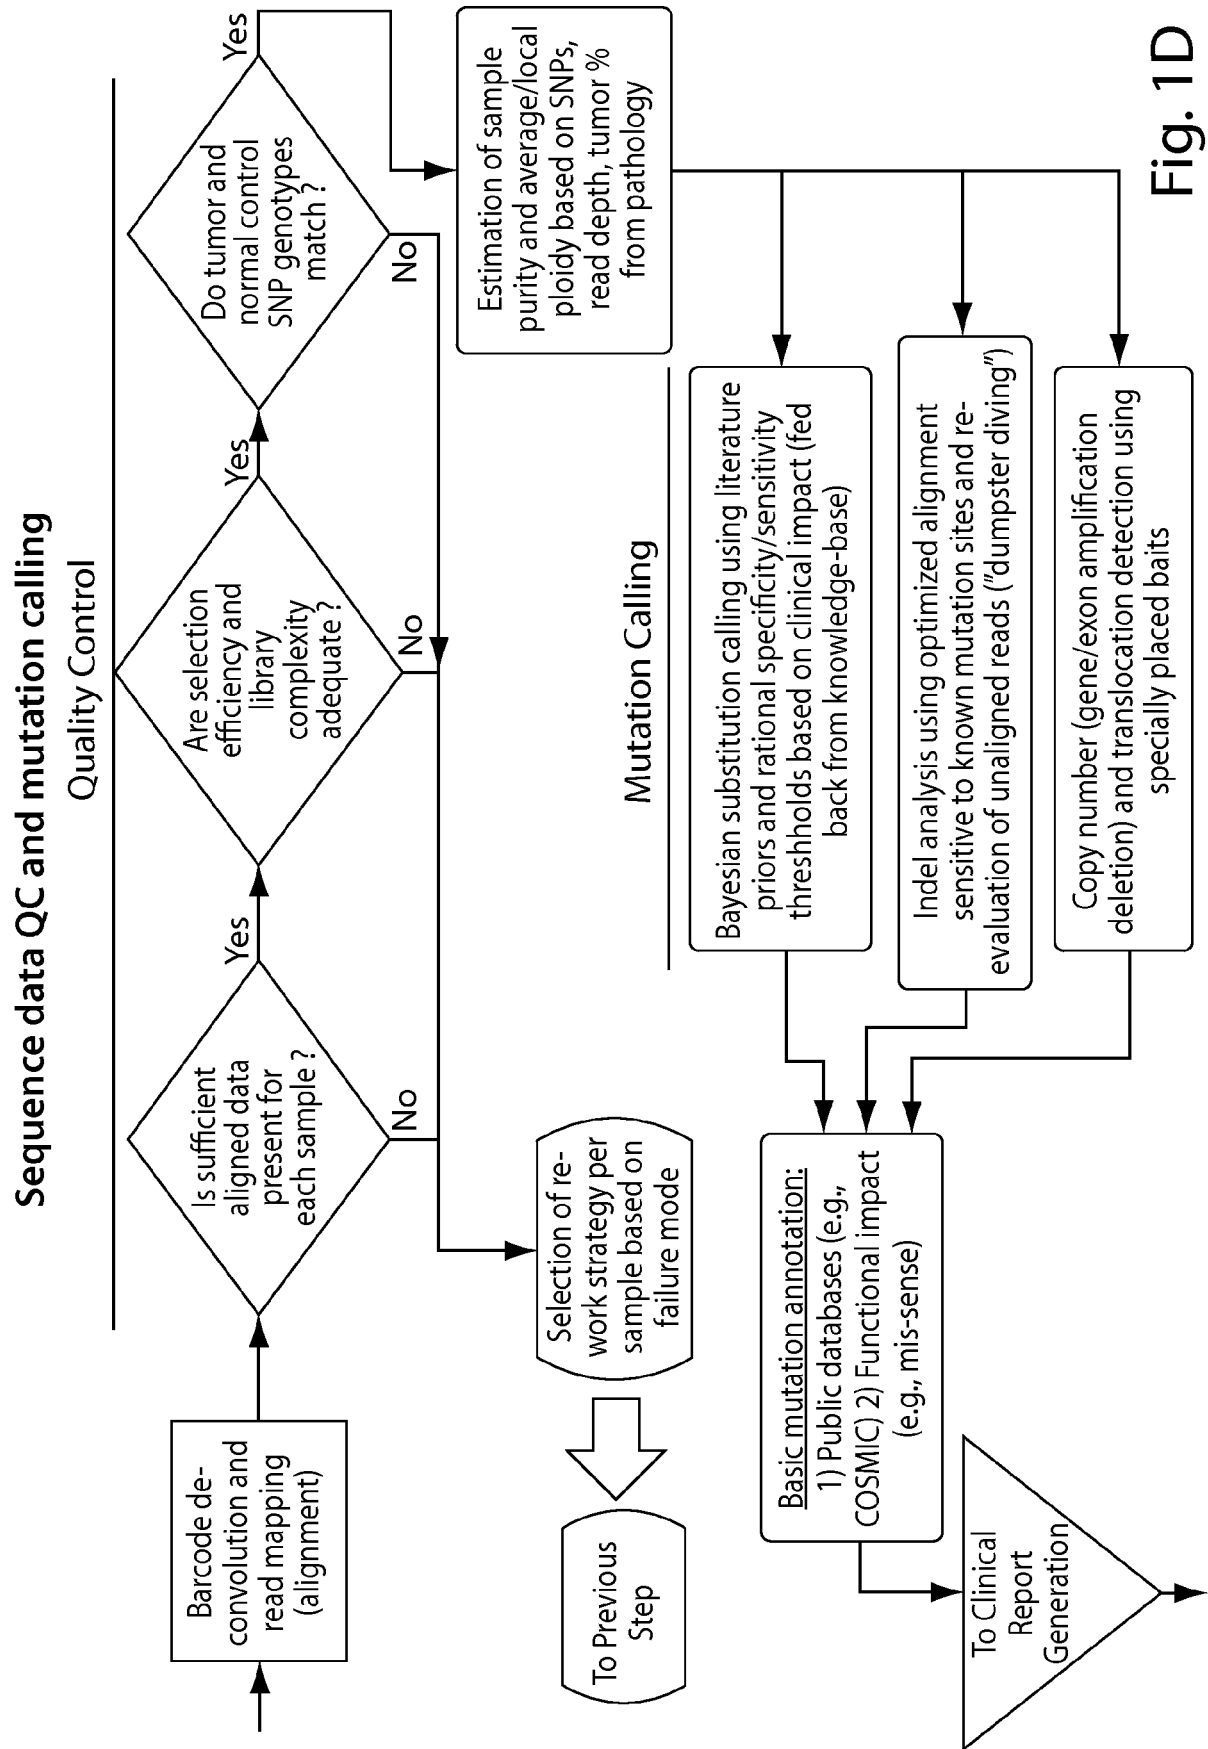 Sequence data QC and mutation calling
Quality Control
Barcode de-
convolution and
read mapping
(alignment)
Is sufficient
aligned data
present for
each sample ?
Yes
No
Are selection
efficiency and
library
complexity
adequate ?
Yes
No
Do tumor and
normal control
SNP genotypes
match ?
Yes
No
Estimation of sample
purity and average/local
ploidy based on SNPs,
read depth, tumor %
from pathology
Selection of re-
work strategy per
sample based on
failure mode
To Previous
Step
Mutation Calling
Bayesian substitution calling using literature
priors and rational specificity/sensitivity
threshholds based on clinical impact (fed
back from knowledge-base)
Indel analysis using optimized alignment
sensitive to known mutation sites and re-
evaluation of unaligned reads ("dumpster diving")
Copy number (gene/exon amplification
deletion) and translocation detection using
specially placed baits
Basic mutation annotation:
1) Public databases (e.g.,
COSMIC) 2) Functional impact
(e.g., mis-sense)
To Clinical
Report
Generation
Fig. 1D